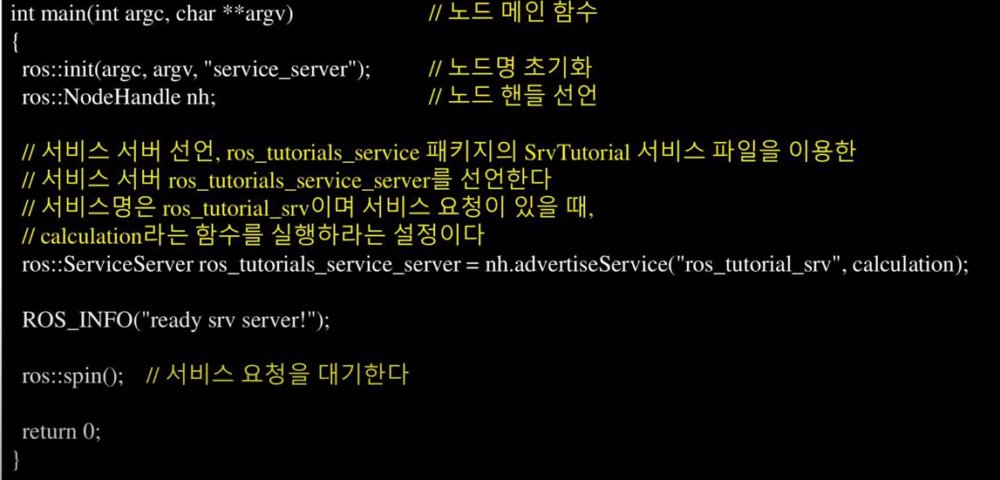 int main(int argc, char **argv) // 노드 메인 함수
{
ros::init(argc, argv, "service_server"); // 노드명 초기화
ros::NodeHandle nh; // 노드 핸들 선언
// 서비스 서버 선언, ros_tutorials_service 패키지의 SrvTutorial 서비스 파일을 이용한
// 서비스 서버 ros_tutorials_service_server를 선언한다
// 서비스명은 ros_tutorial_srv이며 서비스 요청이 있을 때,
// calculation라는 함수를 실행하라는 설정이다
ros::ServiceServer ros_tutorials_service_server = nh.advertiseService("ros_tutorial_srv", calculation);
ROS_INFO("ready srv server!");
ros::spin(); // 서비스 요청을 대기한다
return 0;
}